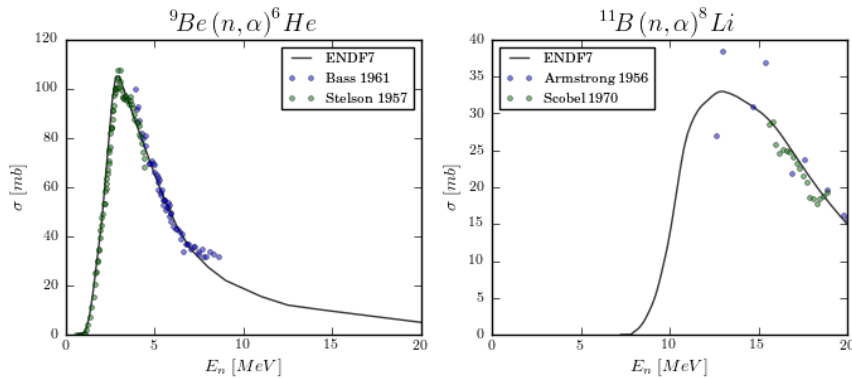 ⁹Be (n, α)⁶He
120
100
80
60
40
20
0
σ [mb]
0 5 10 15 20
E_n [MeV]
ENDF7
Bass 1961
Stelson 1957
¹¹B (n, α)⁸Li
40
35
30
25
20
15
10
5
0
σ [mb]
0 5 10 15 20
E_n [MeV]
ENDF7
Armstrong 1956
Scobel 1970